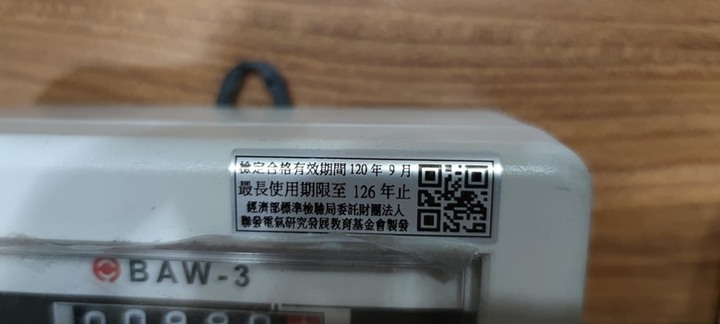 檢定合格有效期間 120 年 9 月
最長使用期限至 126 年止
經濟部標準檢驗局委託財團法人
聯發電氣研究發展教育基金會製發
BAW-3